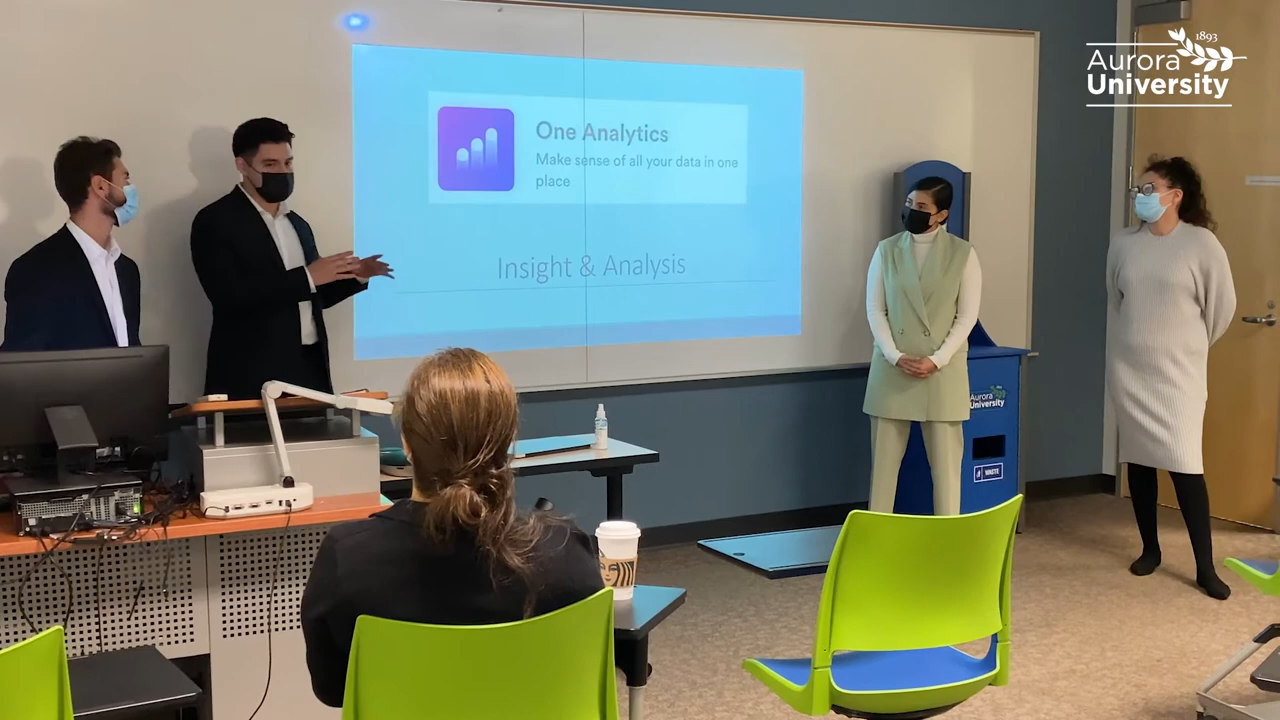 1893
Aurora
University
One Analytics
Make sense of all your data in one
place
Insight & Analysis
Aurora
University
WASTE